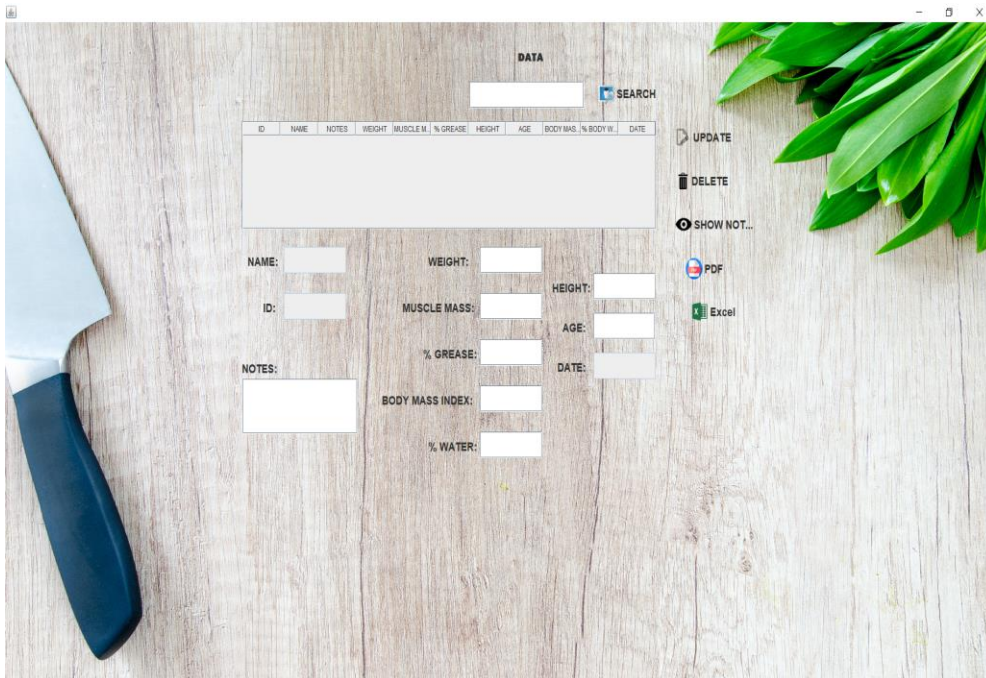 DATA
SEARCH
ID NAME NOTES WEIGHT MUSCLE M... % GREASE HEIGHT AGE BODY MAS... % BODY W... DATE
UPDATE
DELETE
SHOW NOT...
PDF
Excel
NAME:
ID:
NOTES:
WEIGHT:
MUSCLE MASS:
% GREASE:
BODY MASS INDEX:
% WATER:
HEIGHT:
AGE:
DATE: